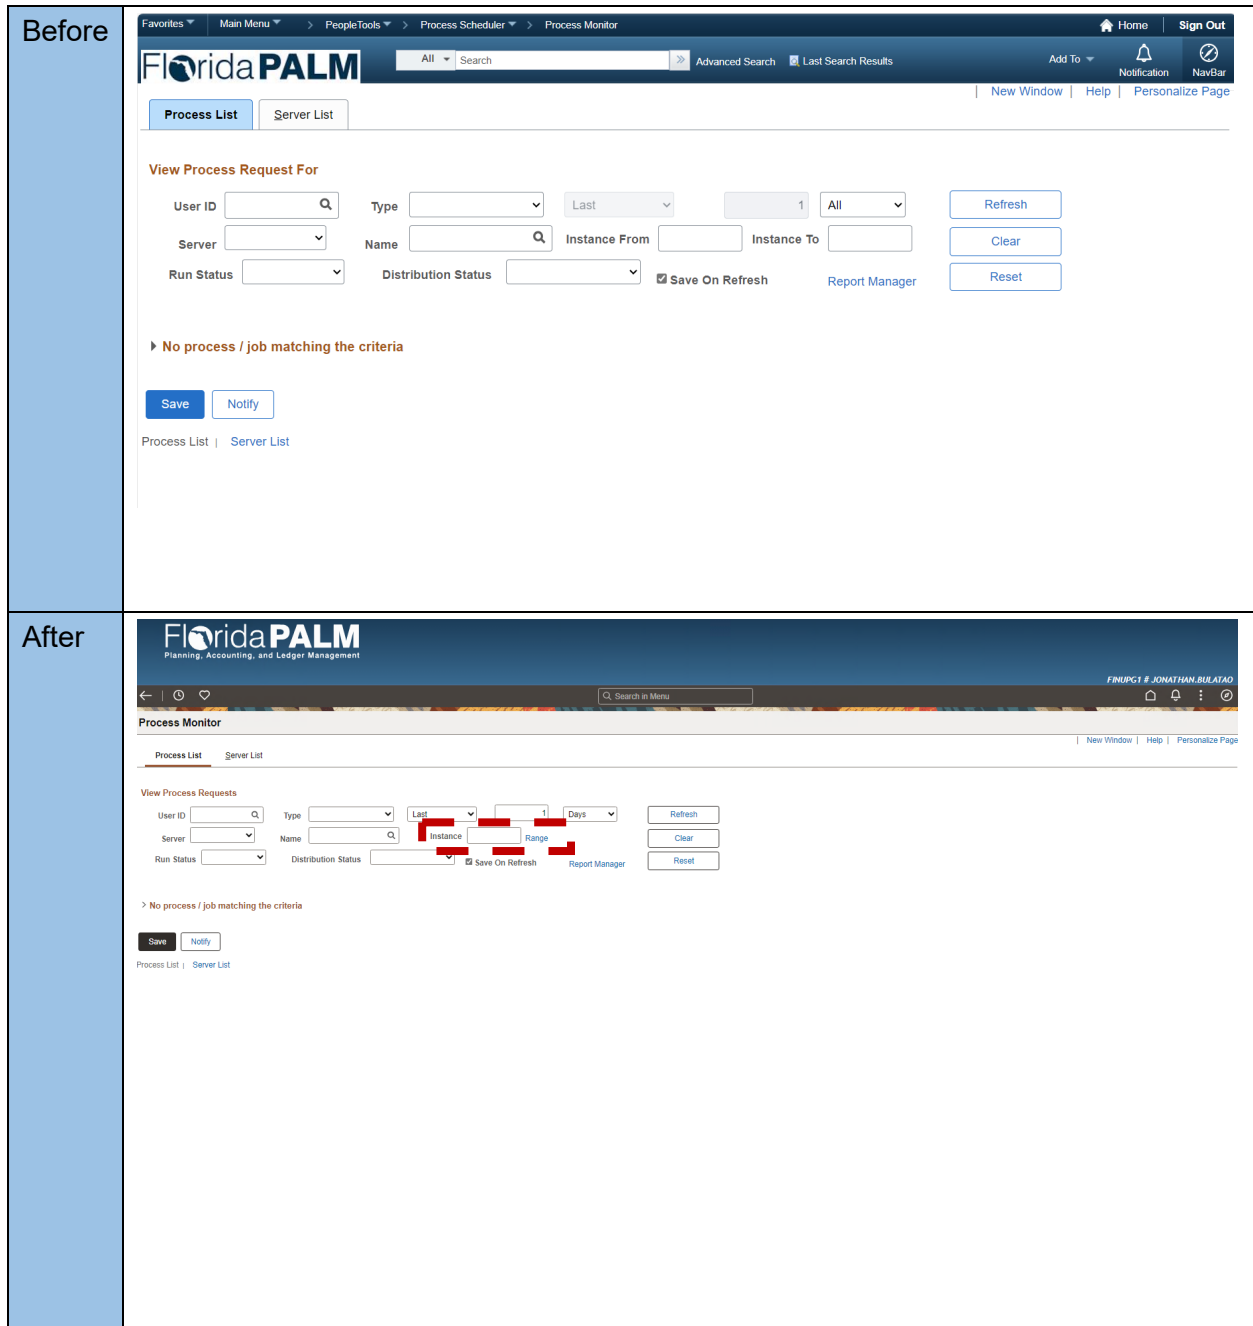 Before
Favorites Main Menu > PeopleTools > Process Scheduler > Process Monitor Home Sign Out
Florida PALM All Search » Advanced Search Last Search Results Add To Notification NavBar
| New Window | Help | Personalize Page
Process List Server List
View Process Request For
User ID Type Last 1 All Refresh
Server Name Instance From Instance To Clear
Run Status Distribution Status Save On Refresh Report Manager Reset
No process / job matching the criteria
Save Notify
Process List | Server List
After
Florida PALM
Planning, Accounting, and Ledger Management
FINUPG1 # JONATHAN.BULATAO
Search in Menu
Process Monitor
| New Window | Help | Personalize Page
Process List Server List
View Process Requests
User ID Type Last 1 Days Refresh
Server Name Instance Range Clear
Run Status Distribution Status Save On Refresh Report Manager Reset
> No process / job matching the criteria
Save Notify
Process List | Server List